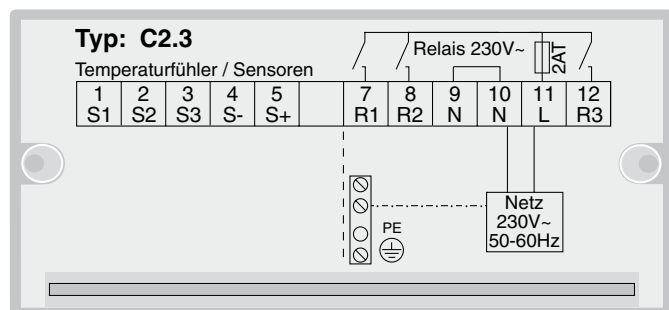 Typ: C2.3
Relais 230V~
2AT
Temperaturfühler / Sensoren
1 2 3 4 5 7 8 9 10 11 12
S1 S2 S3 S- S+ R1 R2 N N L R3
PE
Netz
230V~
50-60Hz